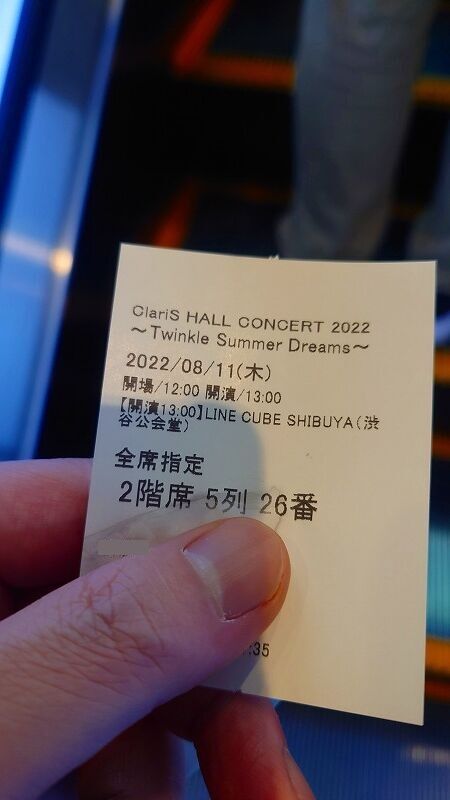 ClariS HALL CONCERT 2022
～Twinkle Summer Dreams～
2022/08/11(木)
開場/12:00 開演/13:00
【開演13:00】LINE CUBE SHIBUYA(渋
谷公会堂)
全席指定
2階席 5列 26番
:35